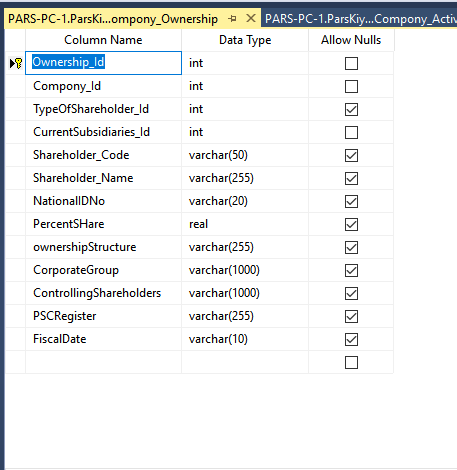 PARS-PC-1.ParsKi...ompony_Ownership PARS-PC-1.ParsKiy...Compony_Activ
Column Name Data Type Allow Nulls
Ownership_Id int
Compony_Id int
TypeOfShareholder_Id int
CurrentSubsidiaries_Id int
Shareholder_Code varchar(50)
Shareholder_Name varchar(255)
NationalIDNo varchar(20)
PercentSHare real
ownershipStructure varchar(255)
CorporateGroup varchar(1000)
ControllingShareholders varchar(1000)
PSCRegister varchar(255)
FiscalDate varchar(10)